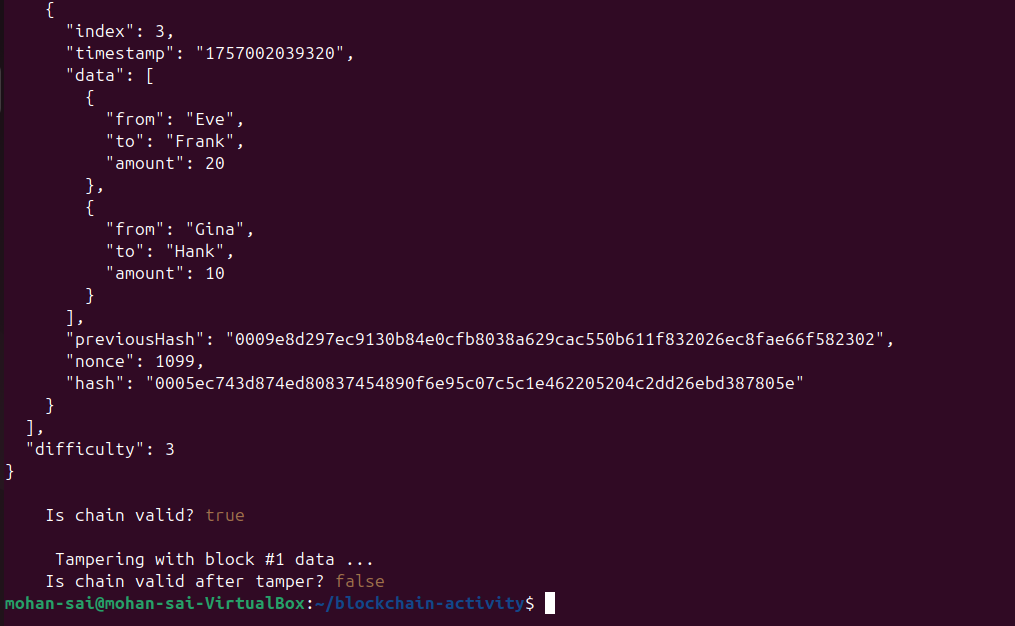 {
"index": 3,
"timestamp": "1757002039320",
"data": [
{
"from": "Eve",
"to": "Frank",
"amount": 20
},
{
"from": "Gina",
"to": "Hank",
"amount": 10
}
],
"previousHash": "0009e8d297ec9130b84e0cfb8038a629cac550b611f832026ec8fae66f582302",
"nonce": 1099,
"hash": "0005ec743d874ed80837454890f6e95c07c5c1e462205204c2dd26ebd387805e"
}
],
"difficulty": 3
}
Is chain valid? true
Tampering with block #1 data ...
Is chain valid after tamper? false
mohan-sai@mohan-sai-VirtualBox:~/blockchain-activity$